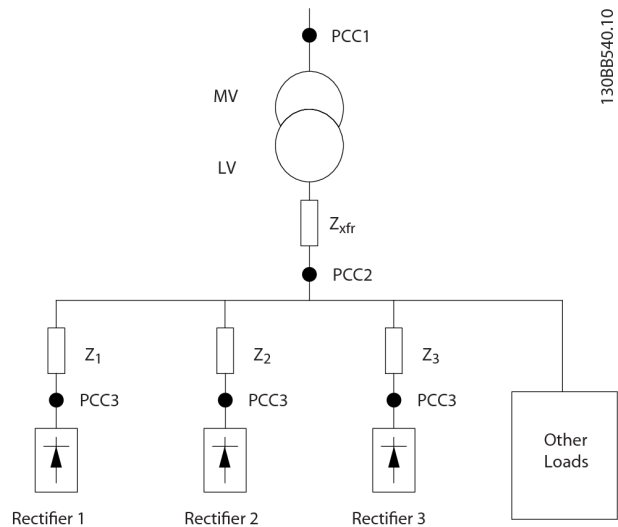 PCC1
130BB540.10
MV
LV
Zxfr
PCC2
Z1
Z2
Z3
PCC3
PCC3
PCC3
Other
Loads
Rectifier 1
Rectifier 2
Rectifier 3